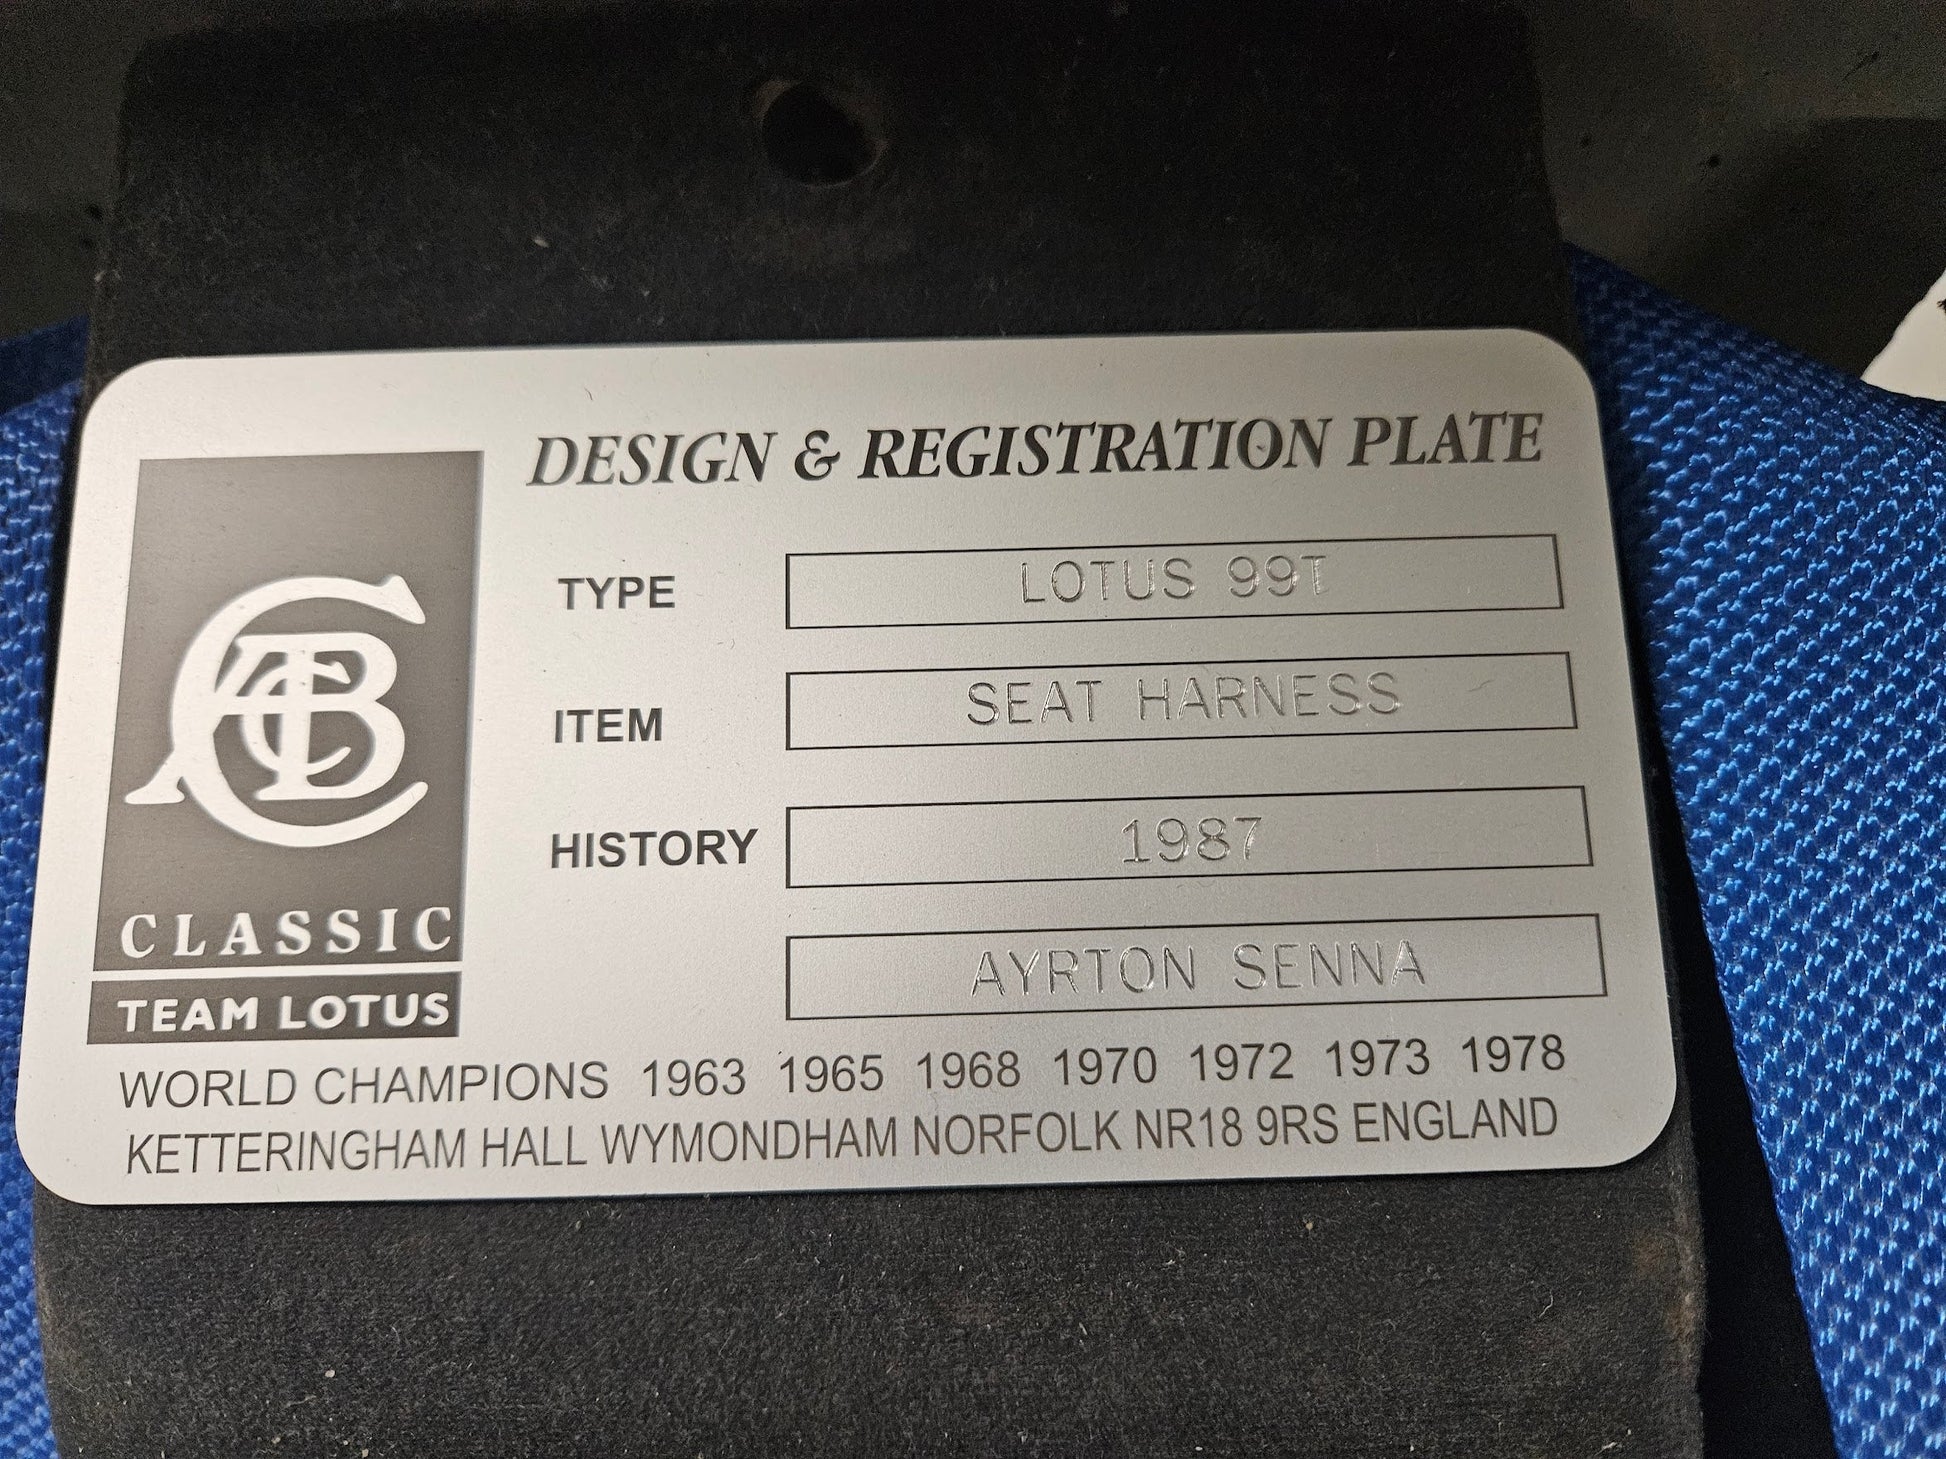 DESIGN & REGISTRATION PLATE
TYPE LOTUS 99T
ITEM SEAT HARNESS
HISTORY 1987
AYRTON SENNA
ACBC
CLASSIC
TEAM LOTUS
WORLD CHAMPIONS 1963 1965 1968 1970 1972 1973 1978
KETTERINGHAM HALL WYMONDHAM NORFOLK NR18 9RS ENGLAND